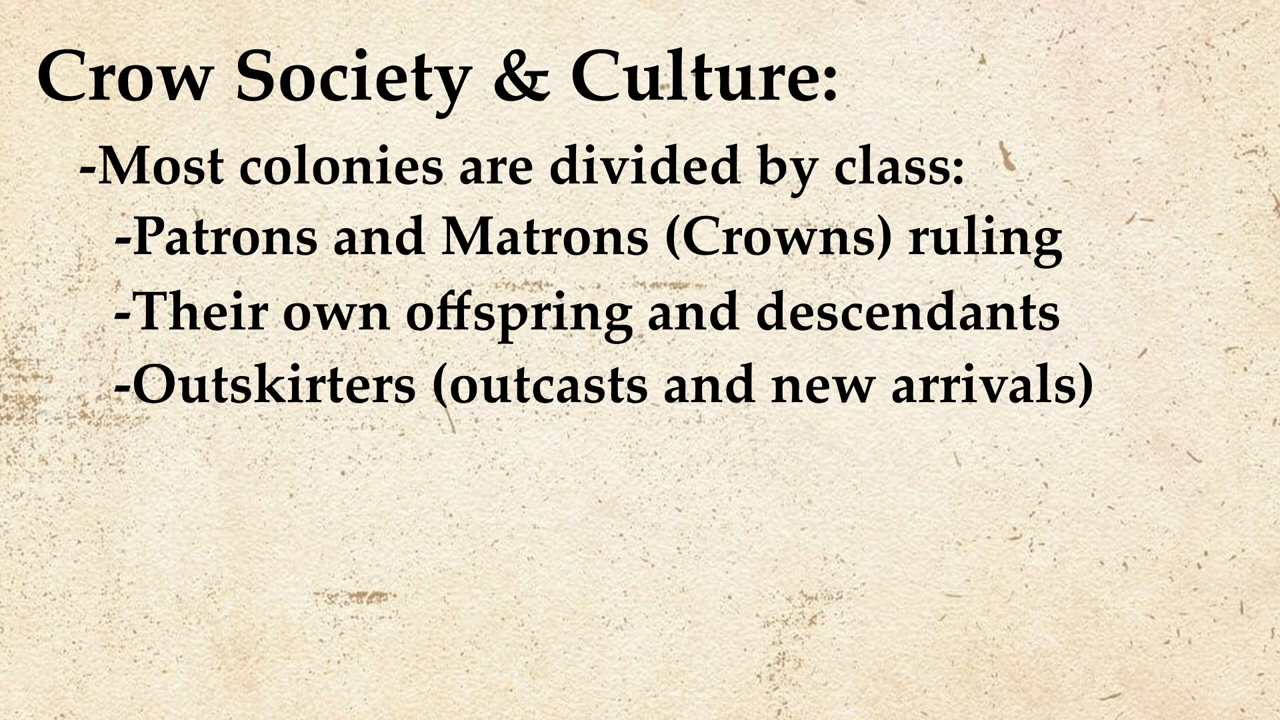 Crow Society & Culture:
-Most colonies are divided by class:
-Patrons and Matrons (Crowns) ruling
-Their own offspring and descendants
-Outskirters (outcasts and new arrivals)